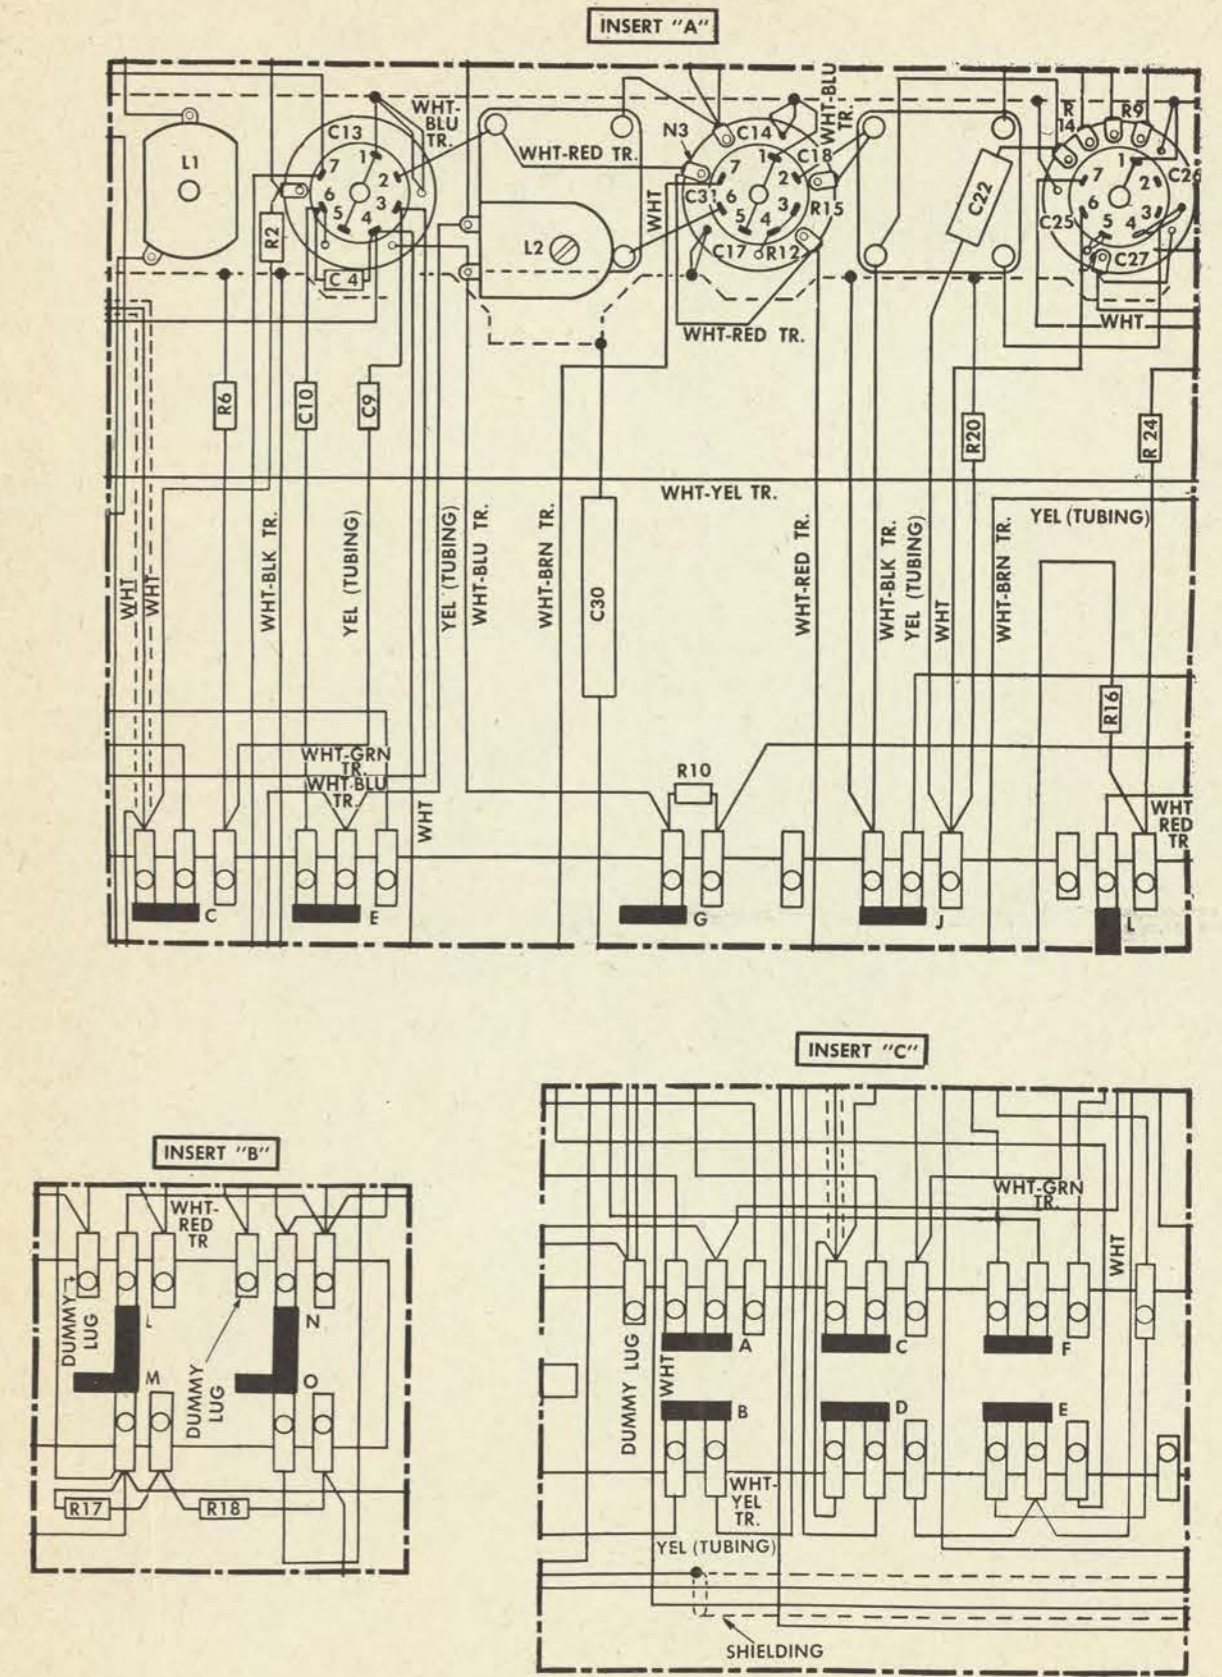 INSERT "A"
C13
WHT-
BLU
TR.
L1
1
7
2
6
3
5
4
R2
C 4
WHT-RED TR.
L2
N3
C14
WHT-BLU
TR.
1
7
C18
C31
2
6
3
R15
5
4
C17
R12
WHT
WHT-RED TR.
C22
R
14
R9
1
7
2
C26
6
3
C25
5
4
C27
WHT
R6
C10
C9
R20
R 24
WHT-YEL TR.
YEL (TUBING)
WHT
WHT
WHT-BLK TR.
YEL (TUBING)
YEL (TUBING)
WHT-BLU TR.
WHT-BRN TR.
C30
WHT-RED TR.
WHT-BLK TR.
YEL (TUBING)
WHT
WHT-BRN TR.
R16
WHT-GRN
TR.
WHT-BLU
TR.
WHT
R10
WHT
RED
TR
C
E
G
J
L
INSERT "B"
WHT-
RED
TR
DUMMY
LUG
L
N
M
O
DUMMY
LUG
R17
R18
INSERT "C"
WHT-GRN
TR.
WHT
DUMMY LUG
A
C
F
WHT
B
D
E
WHT-
YEL
TR.
YEL (TUBING)
SHIELDING